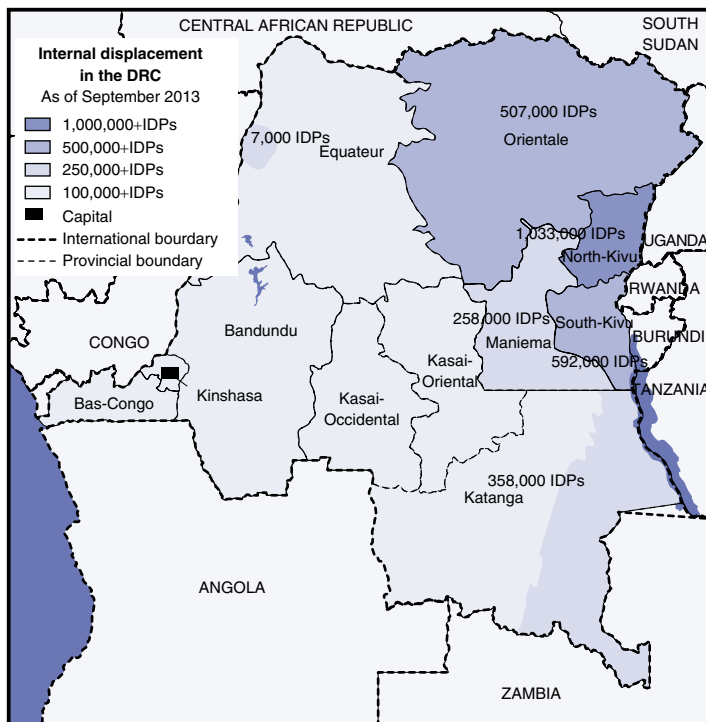 CENTRAL AFRICAN REPUBLIC
SOUTH
SUDAN
Internal displacement
in the DRC
As of September 2013
1,000,000+IDPs
500,000+IDPs
250,000+IDPs
100,000+IDPs
Capital
International bourdary
Provincial boundary
507,000 IDPs
Orientale
7,000 IDPs
Equateur
1,033,000 IDPs
North-Kivu
UGANDA
RWANDA
258,000 IDPs
Maniema
South-Kivu
BURUNDI
592,000 IDPs
TANZANIA
CONGO
Bandundu
Kasai-
Oriental
Kasai-
Occidental
Kinshasa
Bas-Congo
358,000 IDPs
Katanga
ANGOLA
ZAMBIA